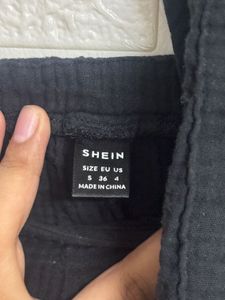 SHEIN
SIZE EU US
S 36 4
MADE IN CHINA